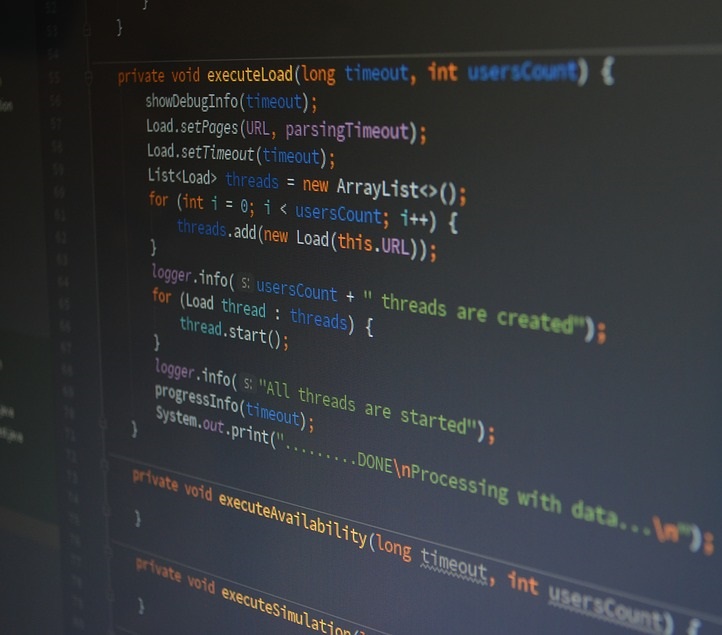 }
}
private void executeLoad(long timeout, int usersCount) {
showDebugInfo(timeout);
Load.setPages(URL, parsingTimeout);
Load.setTimeout(timeout);
List<Load> threads = new ArrayList<>();
for (int i = 0; i < usersCount; i++) {
threads.add(new Load(this.URL));
}
logger.info( s: usersCount + " threads are created");
for (Load thread : threads) {
thread.start();
}
logger.info( s: "All threads are started");
progressInfo(timeout);
System.out.print(".........DONE\nProcessing with data...\n");
}
private void executeAvailability(long timeout, int usersCount) {
}
private void executeSimulation(
}